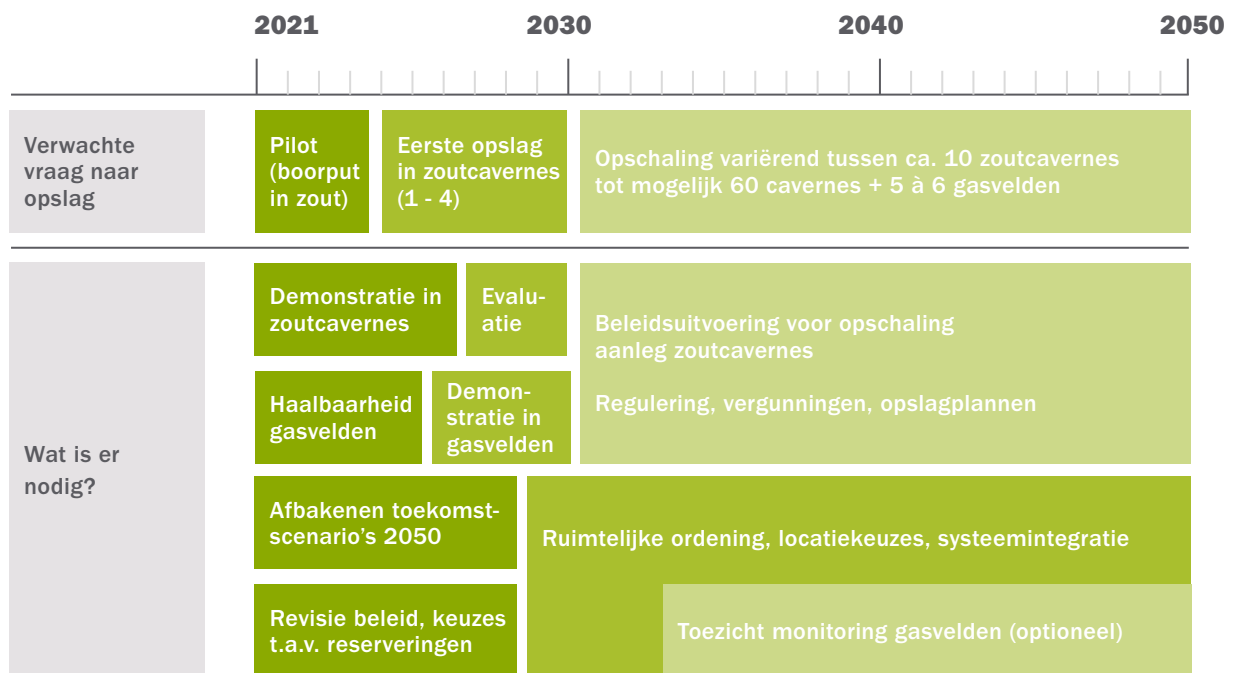 2021 2030 2040 2050
Verwachte
vraag naar
opslag
Pilot
(boorput
in zout)
Eerste opslag
in zoutcavernes
(1 - 4)
Opschaling variërend tussen ca. 10 zoutcavernes
tot mogelijk 60 cavernes + 5 à 6 gasvelden
Wat is er
nodig?
Demonstratie in
zoutcavernes
Evalu-
atie
Beleidsuitvoering voor opschaling
aanleg zoutcavernes
Regulering, vergunningen, opslagplannen
Haalbaarheid
gasvelden
Demon-
stratie in
gasvelden
Afbakenen toekomst-
scenario's 2050
Ruimtelijke ordening, locatiekeuzes, systeemintegratie
Revisie beleid, keuzes
t.a.v. reserveringen
Toezicht monitoring gasvelden (optioneel)